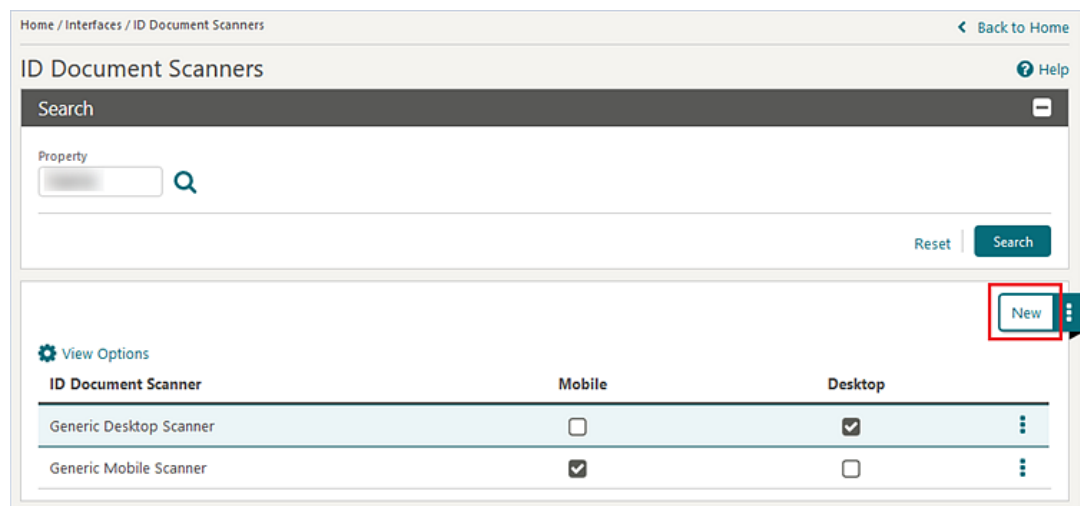 Home / Interfaces / ID Document Scanners
Back to Home
ID Document Scanners
Help
Search
Property
Reset
Search
New
View Options
ID Document Scanner Mobile Desktop
Generic Desktop Scanner
Generic Mobile Scanner